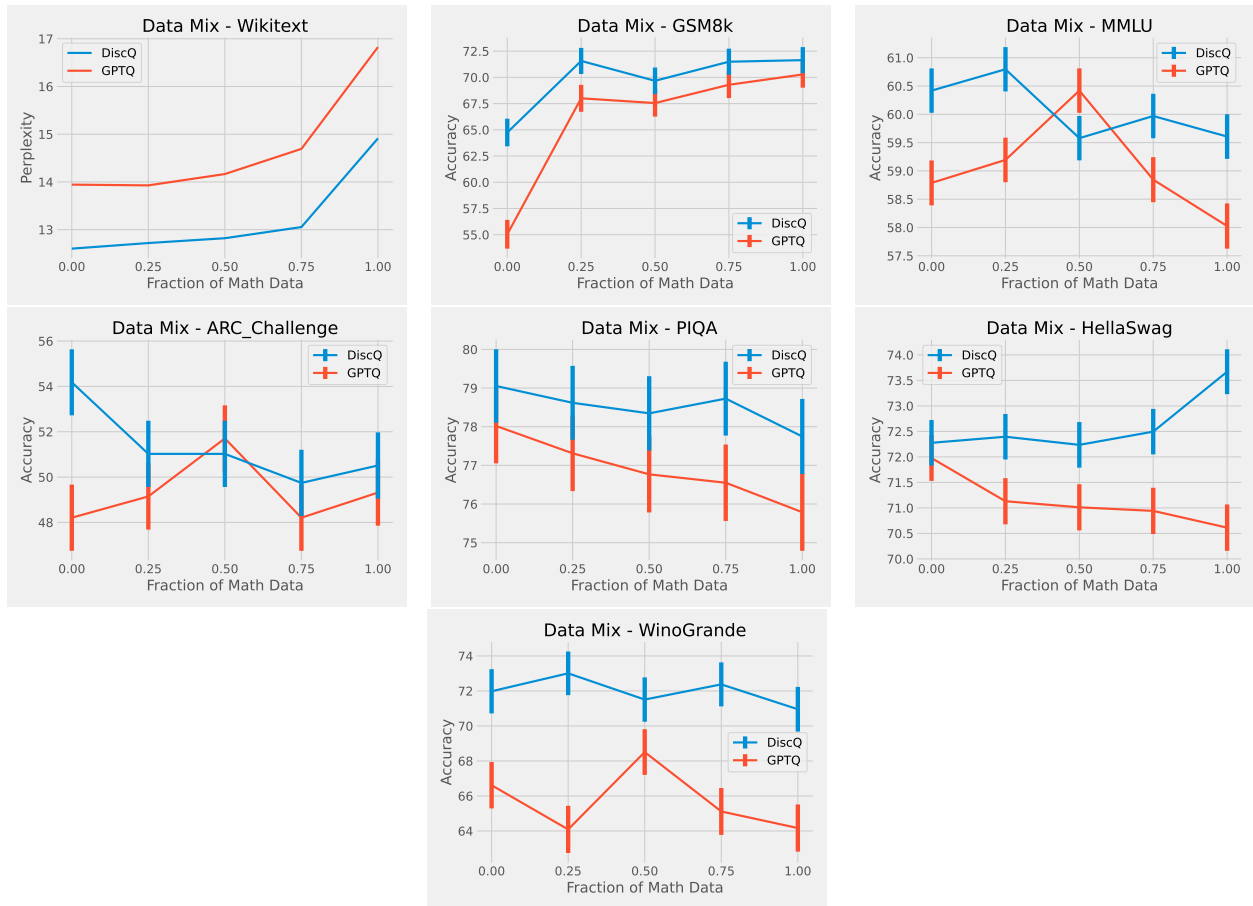 Data Mix - Wikitext
17
16
15
14
13
Perplexity
DiscQ
GPTQ
0.00 0.25 0.50 0.75 1.00
Fraction of Math Data
Data Mix - GSM8k
72.5
70.0
67.5
65.0
62.5
60.0
57.5
55.0
Accuracy
DiscQ
GPTQ
0.00 0.25 0.50 0.75 1.00
Fraction of Math Data
Data Mix - MMLU
61.0
60.5
60.0
59.5
59.0
58.5
58.0
57.5
Accuracy
DiscQ
GPTQ
0.00 0.25 0.50 0.75 1.00
Fraction of Math Data
Data Mix - ARC_Challenge
56
54
52
50
48
Accuracy
DiscQ
GPTQ
0.00 0.25 0.50 0.75 1.00
Fraction of Math Data
Data Mix - PIQA
80
79
78
77
76
75
Accuracy
DiscQ
GPTQ
0.00 0.25 0.50 0.75 1.00
Fraction of Math Data
Data Mix - HellaSwag
74.0
73.5
73.0
72.5
72.0
71.5
71.0
70.5
70.0
Accuracy
DiscQ
GPTQ
0.00 0.25 0.50 0.75 1.00
Fraction of Math Data
Data Mix - WinoGrande
74
72
70
68
66
64
Accuracy
DiscQ
GPTQ
0.00 0.25 0.50 0.75 1.00
Fraction of Math Data